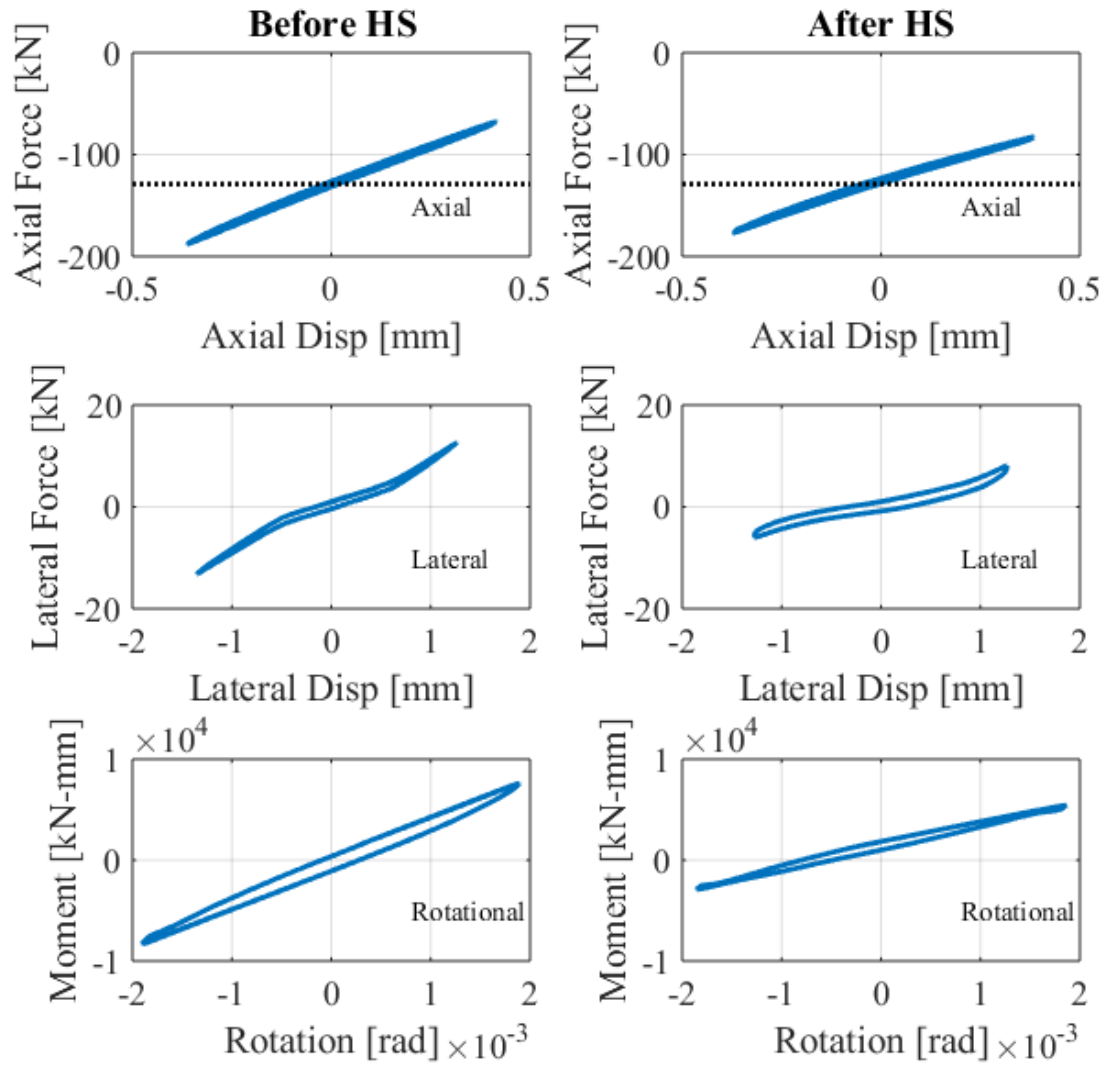 Before HS
After HS
Axial Force [kN]
0
-100
-200
Axial
-0.5
0
0.5
Axial Disp [mm]
Axial Force [kN]
0
-100
-200
Axial
-0.5
0
0.5
Axial Disp [mm]
Lateral Force [kN]
20
0
-20
Lateral
-2
-1
0
1
2
Lateral Disp [mm]
Lateral Force [kN]
20
0
-20
Lateral
-2
-1
0
1
2
Lateral Disp [mm]
Moment [kN-mm]
×10⁴
1
0
-1
Rotational
-2
-1
0
1
2
Rotation [rad] ×10⁻³
Moment [kN-mm]
×10⁴
1
0
-1
Rotational
-2
-1
0
1
2
Rotation [rad] ×10⁻³